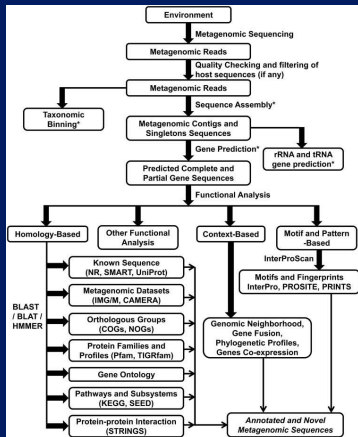 Environment
Metagenomic Sequencing
Metagenomic Reads
Quality Checking and filtering of
host sequences (if any)
Metagenomic Reads
Sequence Assembly*
Taxonomic
Binning*
Metagenomic Contigs and
Singletons Sequences
Gene Prediction*
rRNA and tRNA
gene prediction*
Predicted Complete and
Partial Gene Sequences
Functional Analysis
Homology-Based
Other Functional
Analysis
Context-Based
Motif and Pattern
-Based
InterProScan
BLAST
/ BLAT /
HMMER
Known Sequence
(NR, SMART, UniProt)
Metagenomic Datasets
(IMG/M, CAMERA)
Orthologous Groups
(COGs, NOGs)
Protein Families and
Profiles (Pfam, TIGRfam)
Gene Ontology
Pathways and Subsystems
(KEGG, SEED)
Protein-protein Interaction
(STRINGS)
Motifs and Fingerprints
InterPro, PROSITE, PRINTS
Genomic Neighborhood,
Gene Fusion,
Phylogenetic Profiles,
Genes Co-expression
Annotated and Novel
Metagenomic Sequences